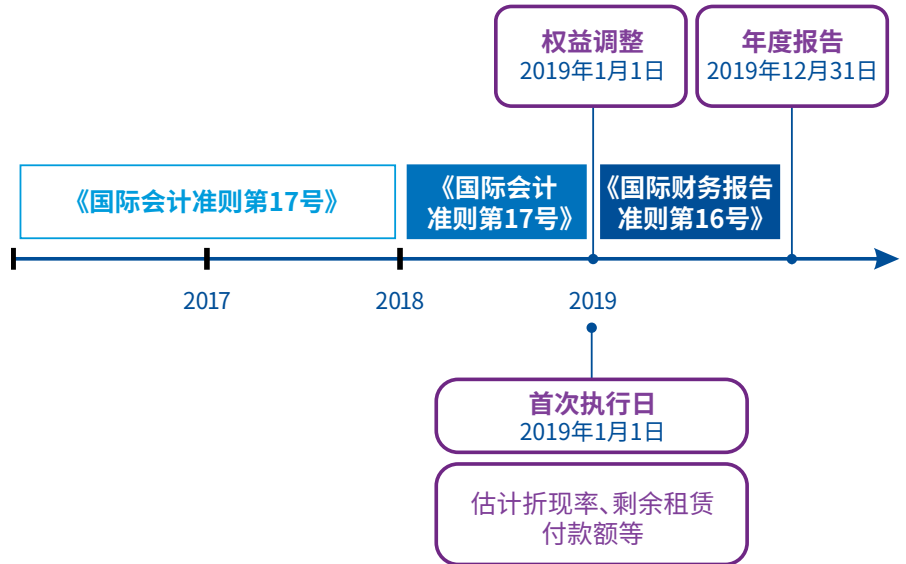 权益调整
2019年1月1日
年度报告
2019年12月31日
《国际会计准则第17号》
《国际会计
准则第17号》
《国际财务报告
准则第16号》
2017
2018
2019
首次执行日
2019年1月1日
估计折现率、剩余租赁
付款额等